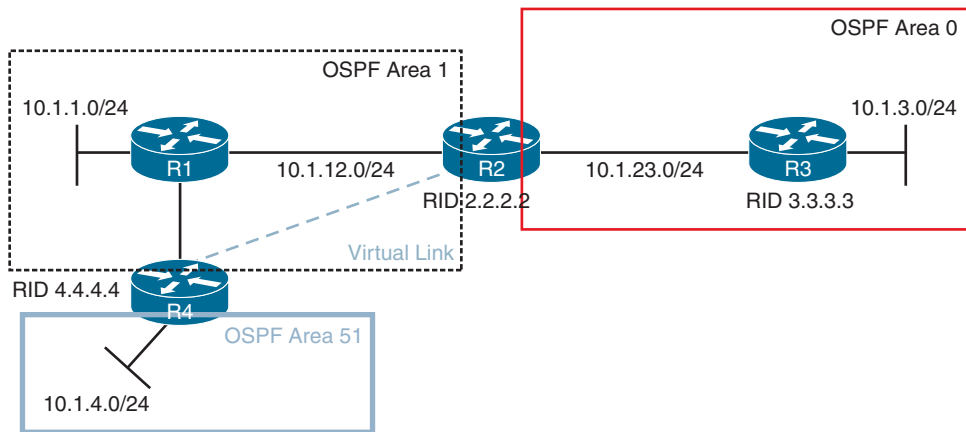 OSPF Area 0
OSPF Area 1
10.1.1.0/24
10.1.3.0/24
R1
10.1.12.0/24
R2
10.1.23.0/24
R3
RID 2.2.2.2
RID 3.3.3.3
Virtual Link
RID 4.4.4.4
R4
OSPF Area 51
10.1.4.0/24